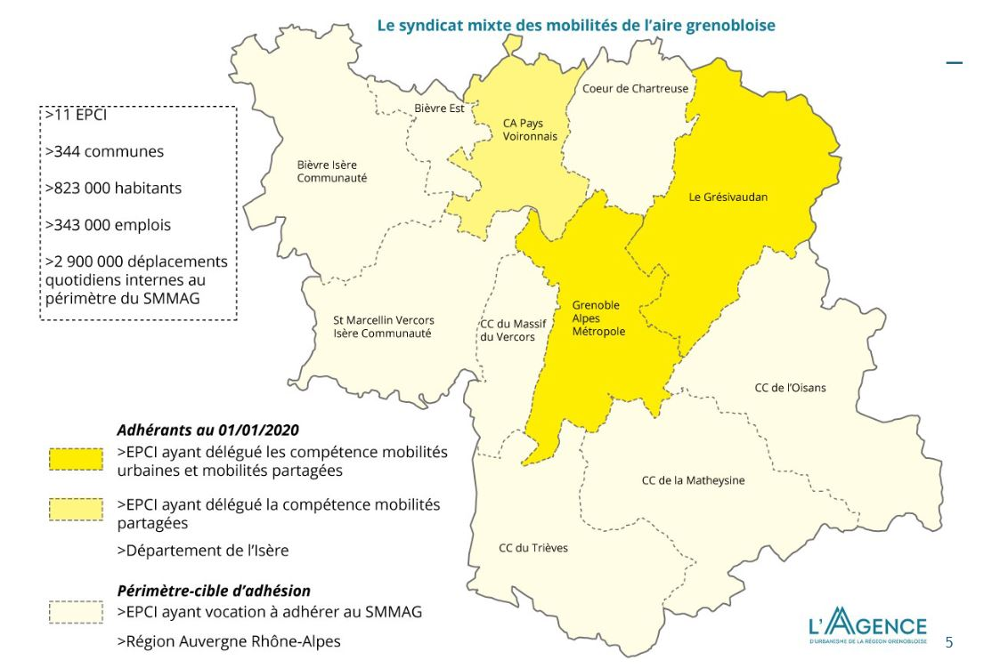 Le syndicat mixte des mobilités de l'aire grenobloise
>11 EPCI
>344 communes
>823 000 habitants
>343 000 emplois
>2 900 000 déplacements
quotidiens internes au
périmètre du SMMAG
Bièvre Isère
Communauté
Bièvre Est
CA Pays
Voironnais
Coeur de Chartreuse
Le Grésivaudan
St Marcellin Vercors
Isère Communauté
CC du Massif
du Vercors
Grenoble
Alpes
Métropole
CC de l'Oisans
CC de la Matheysine
CC du Trièves
Adhérants au 01/01/2020
>EPCI ayant délégué les compétence mobilités
urbaines et mobilités partagées
>EPCI ayant délégué la compétence mobilités
partagées
>Département de l'Isère
Périmètre-cible d'adhésion
>EPCI ayant vocation à adhérer au SMMAG
>Région Auvergne Rhône-Alpes
L'AGENCE
D'URBANISME DE LA RÉGION GRENOBLOISE
5